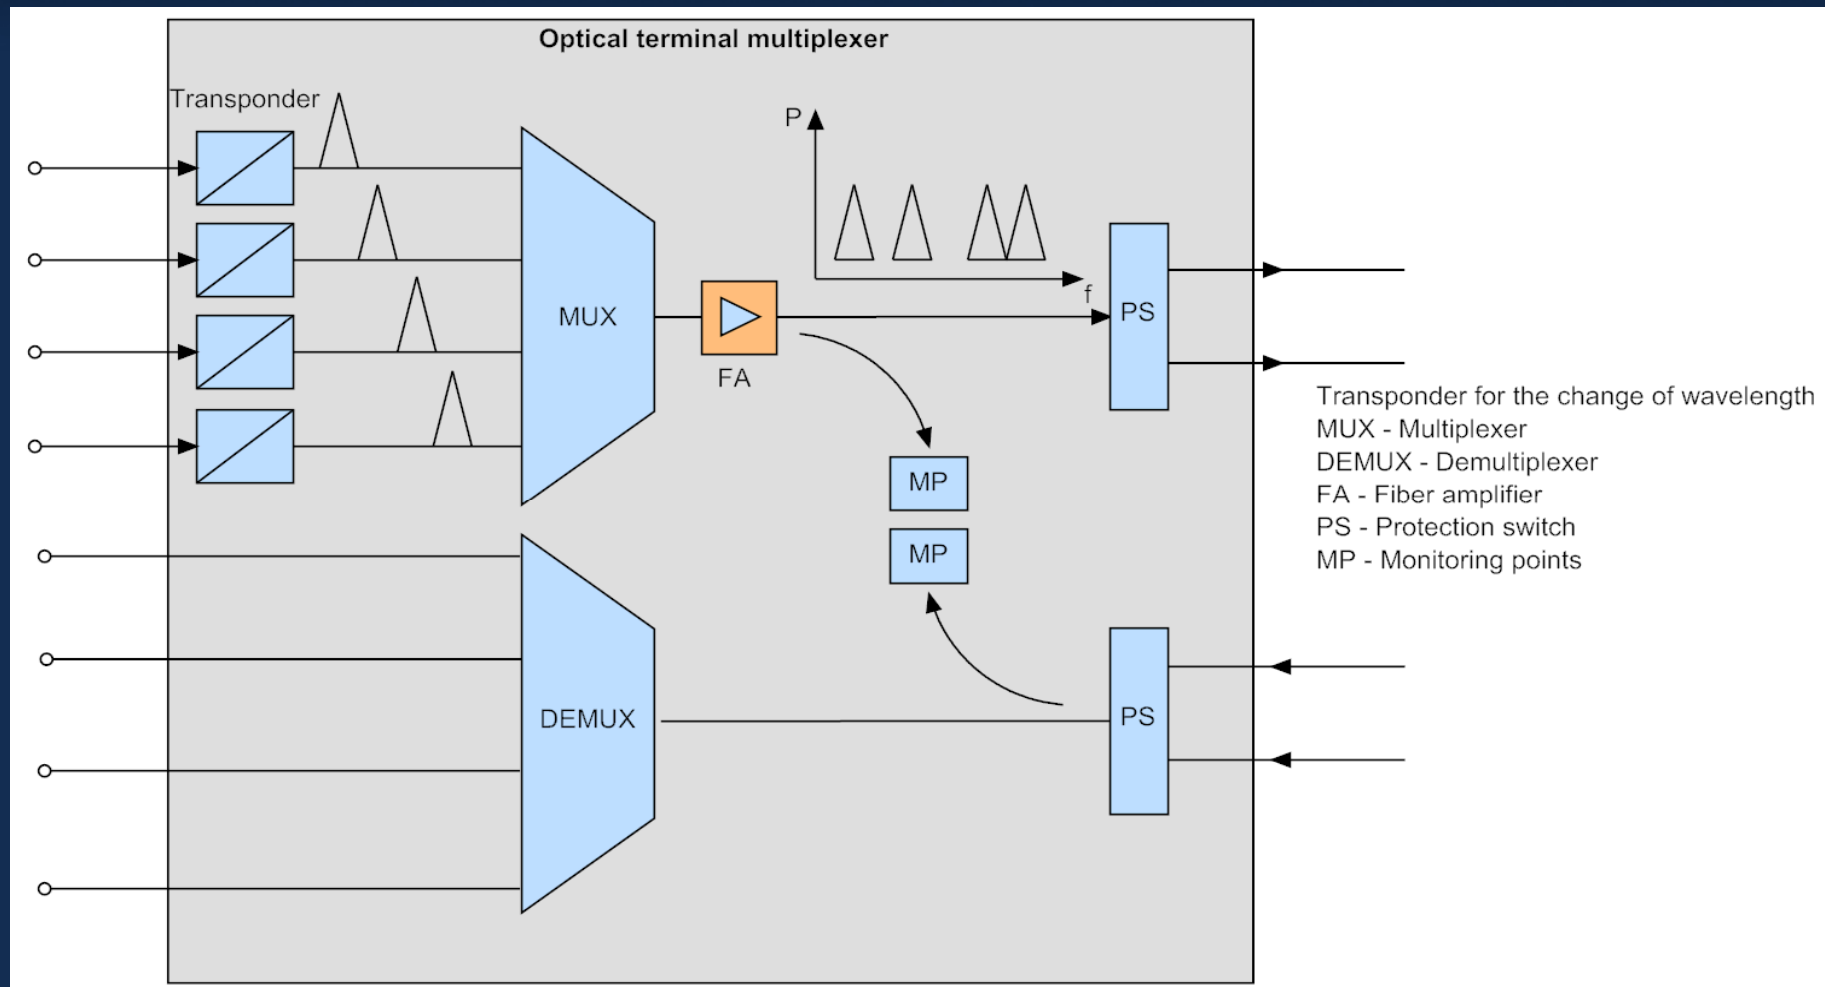 Optical terminal multiplexer
Transponder
P
f
MUX
FA
PS
MP
MP
DEMUX
PS
Transponder for the change of wavelength
MUX - Multiplexer
DEMUX - Demultiplexer
FA - Fiber amplifier
PS - Protection switch
MP - Monitoring points